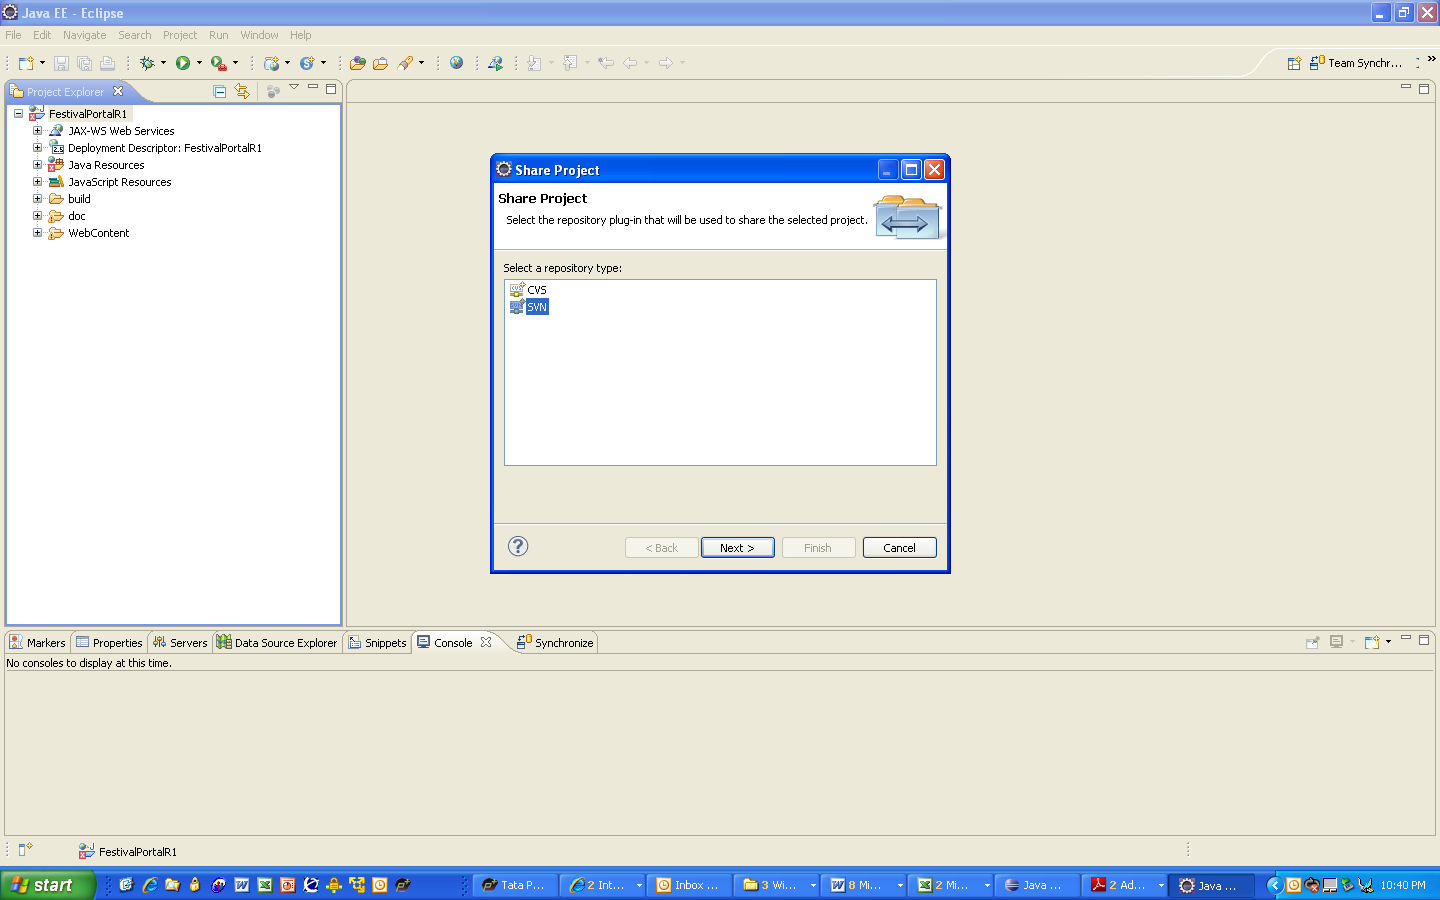 Java EE - Eclipse
File Edit Navigate Search Project Run Window Help
Team Synchr...
Project Explorer
FestivalPortalR1
JAX-WS Web Services
Deployment Descriptor: FestivalPortalR1
Java Resources
JavaScript Resources
build
doc
WebContent
Share Project
Share Project
Select the repository plug-in that will be used to share the selected project.
Select a repository type:
CVS
SVN
< Back Next > Finish Cancel
Markers Properties Servers Data Source Explorer Snippets Console Synchronize
No consoles to display at this time.
FestivalPortalR1
start Tata P... 2 Int... Inbox ... 3 Wi... 8 Mi... 2 Mi... Java ... 2 Ad... Java ... 10:40 PM